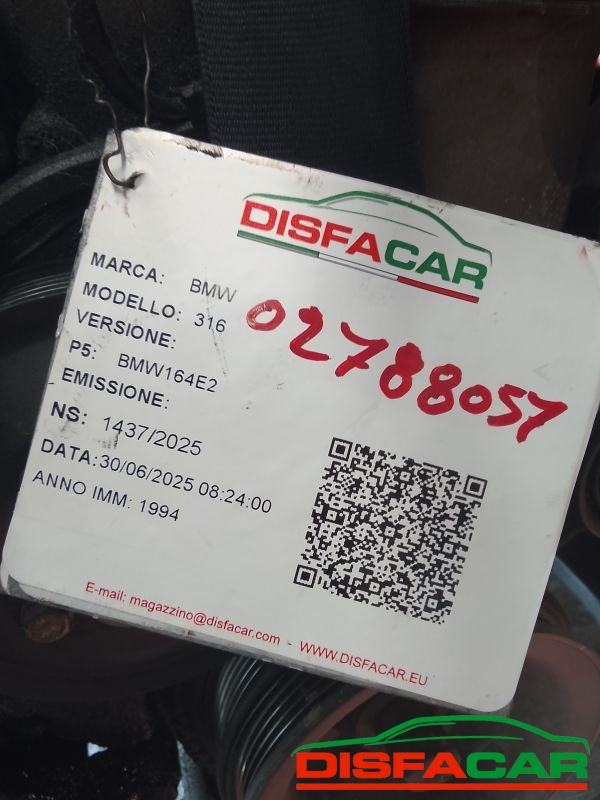 DISFACAR
MARCA: BMW
MODELLO: 316
VERSIONE:
P5: BMW164E2
EMISSIONE:
NS: 1437/2025
DATA:30/06/2025 08:24:00
ANNO IMM: 1994
02788057
E-mail: magazzino@disfacar.com - WWW.DISFACAR.EU
DISFACAR